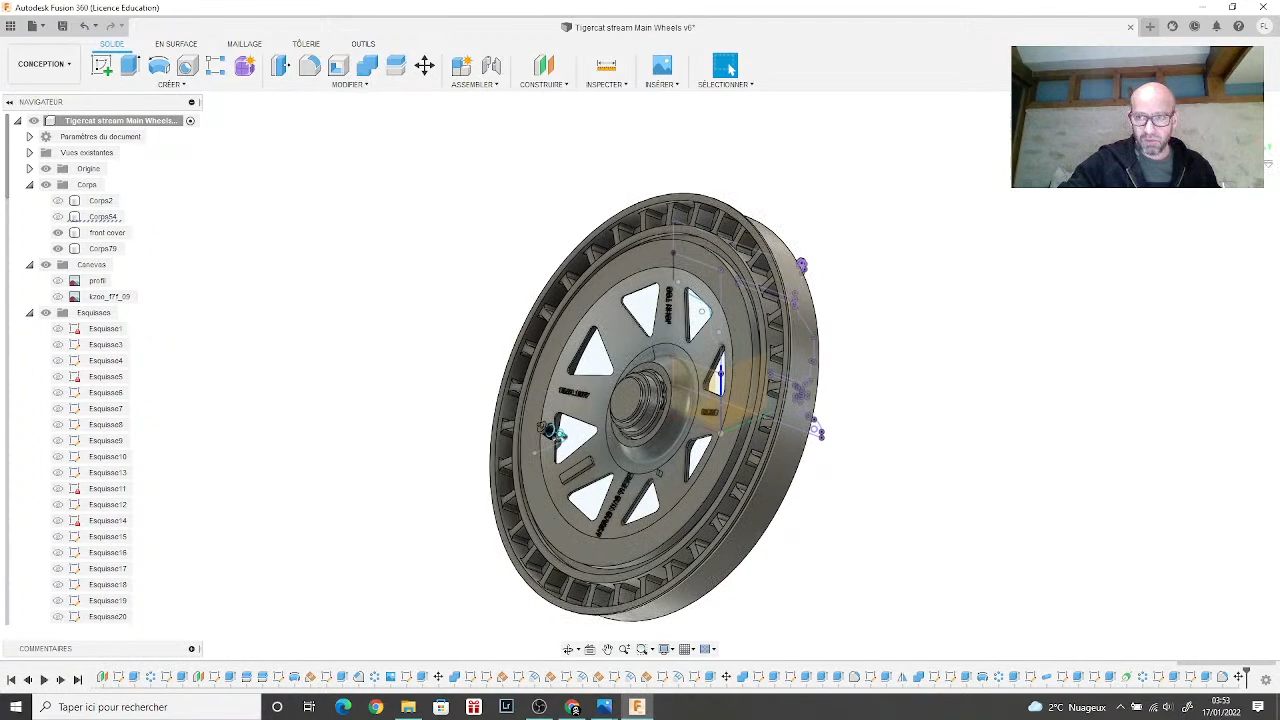 Autodesk Fusion 360 (Licence Education)
Tigercat stream Main Wheels v6*
FL
SOLIDE EN SURFACE MAILLAGE TÔLERIE OUTILS
CONCEPTION
CRÉER MODIFIER ASSEMBLER CONSTRUIRE INSPECTER INSÉRER SÉLECTIONNER
NAVIGATEUR
Tigercat stream Main Wheels...
Paramètres du document
Vues existantes
Origine
Corps
Corps2
Corps54
front cover
Corps79
Canevas
profil
kzoo_f7f_09
Esquisses
Esquisse1
Esquisse3
Esquisse4
Esquisse5
Esquisse6
Esquisse7
Esquisse8
Esquisse9
Esquisse10
Esquisse13
Esquisse11
Esquisse12
Esquisse14
Esquisse15
Esquisse16
Esquisse17
Esquisse18
Esquisse19
Esquisse20
COMMENTAIRES
Taper ici pour rechercher
2°C Nuageux
03:53
17/01/2022